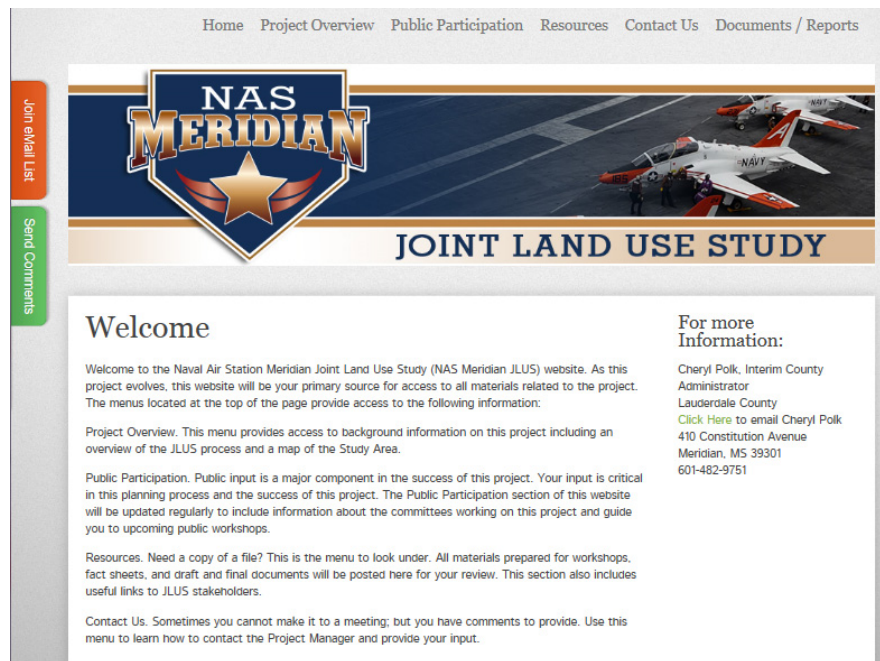 Home Project Overview Public Participation Resources Contact Us Documents / Reports
Join eMail List
Send Comments
NAS
MERIDIAN
NAVY
A
NAVY
JOINT LAND USE STUDY
Welcome
Welcome to the Naval Air Station Meridian Joint Land Use Study (NAS Meridian JLUS) website. As this
project evolves, this website will be your primary source for access to all materials related to the project.
The menus located at the top of the page provide access to the following information:
Project Overview. This menu provides access to background information on this project including an
overview of the JLUS process and a map of the Study Area.
Public Participation. Public input is a major component in the success of this project. Your input is critical
in this planning process and the success of this project. The Public Participation section of this website
will be updated regularly to include information about the committees working on this project and guide
you to upcoming public workshops.
Resources. Need a copy of a file? This is the menu to look under. All materials prepared for workshops,
fact sheets, and draft and final documents will be posted here for your review. This section also includes
useful links to JLUS stakeholders.
Contact Us. Sometimes you cannot make it to a meeting; but you have comments to provide. Use this
menu to learn how to contact the Project Manager and provide your input.
For more
Information:
Cheryl Polk, Interim County
Administrator
Lauderdale County
Click Here to email Cheryl Polk
410 Constitution Avenue
Meridian, MS 39301
601-482-9751